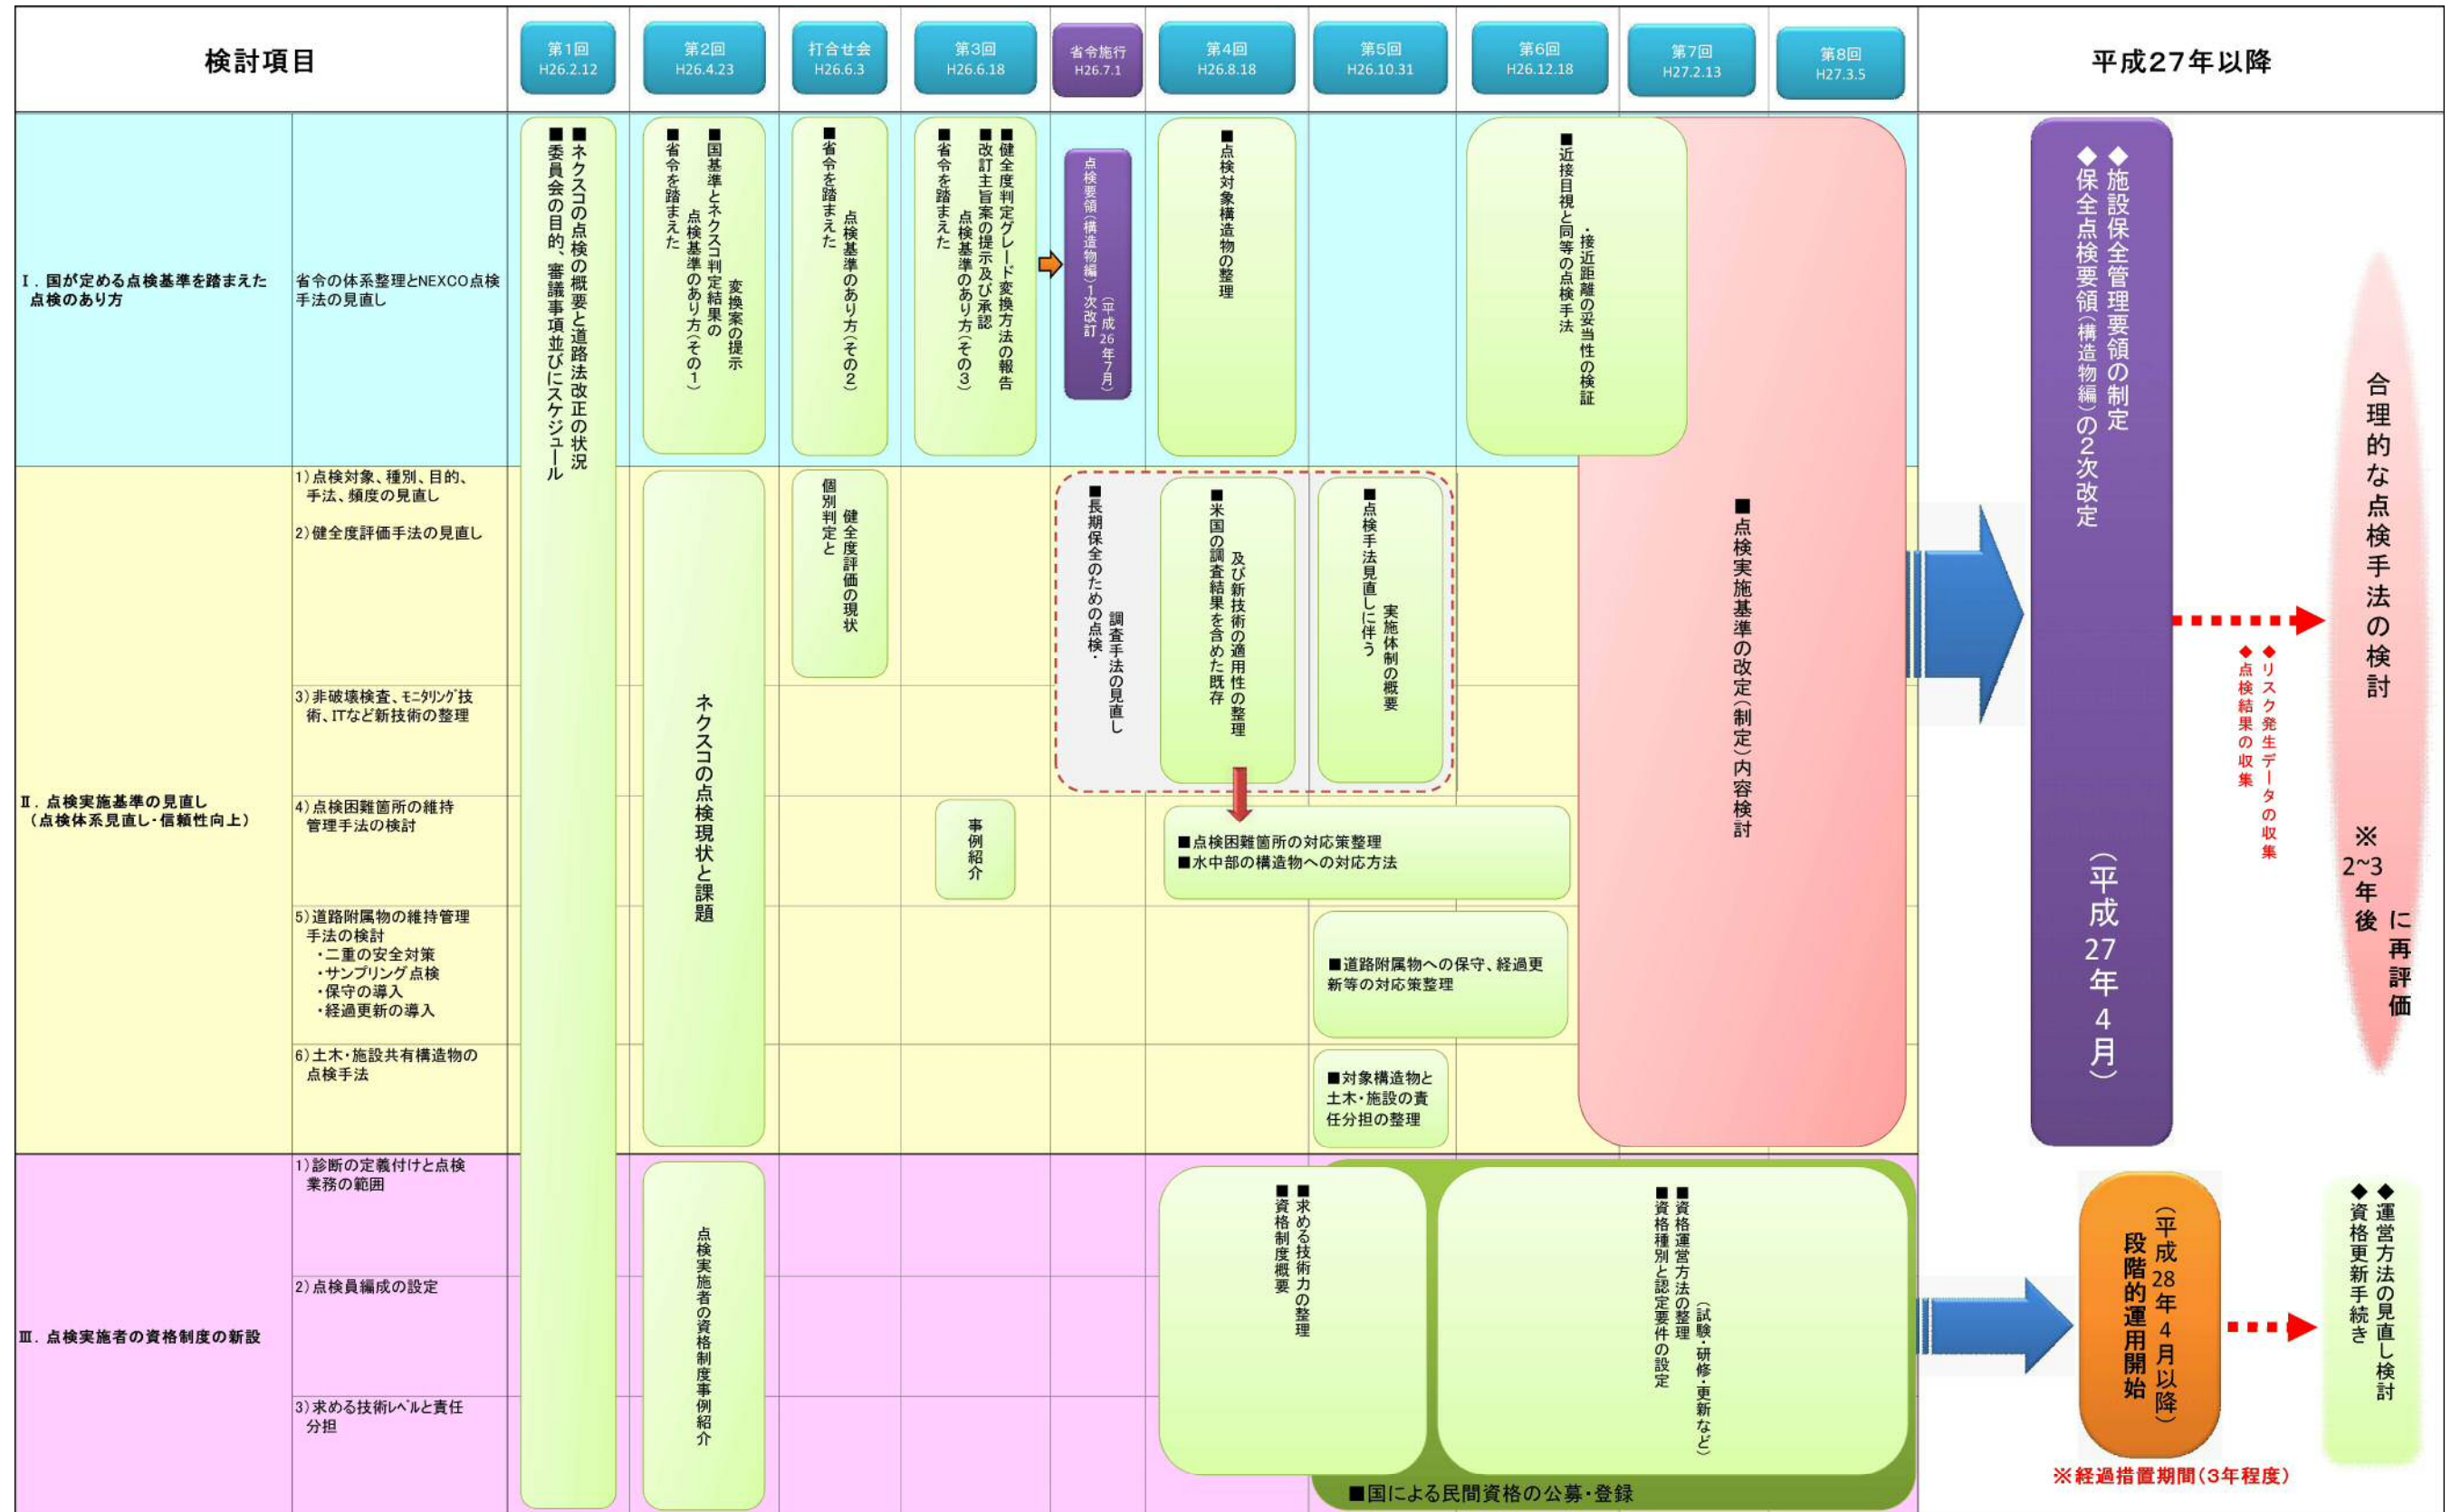 検討項目
第1回
H26.2.12
第2回
H26.4.23
打合せ会
H26.6.3
第3回
H26.6.18
省令施行
H26.7.1
第4回
H26.8.18
第5回
H26.10.31
第6回
H26.12.18
第7回
H27.2.13
第8回
H27.3.5
平成27年以降
Ⅰ. 国が定める点検基準を踏まえた
点検のあり方
省令の体系整理とNEXCO点検
手法の見直し
■ネクスコの点検の概要と道路法改正の状況
■委員会の目的、審議事項並びにスケジュール
■国基準とネクスコ判定結果の
変換案の提示
■省令を踏まえた
点検基準のあり方(その1)
■省令を踏まえた
点検基準のあり方(その2)
■健全度判定グレード変換方法の報告
■改訂主旨案の提示及び承認
■省令を踏まえた
点検基準のあり方(その3)
点検要領(構造物編)1次改訂
(平成26年7月)
■点検対象構造物の整理
■近接目視と同等の点検手法
・接近距離の妥当性の検証
■点検実施基準の改定(制定)内容検討
◆施設保全管理要領の制定
◆保全点検要領(構造物編)の2次改定
(平成27年4月)
合理的な点検手法の検討
※2~3年後
に再評価
◆リスク発生データの収集
◆点検結果の収集
Ⅱ. 点検実施基準の見直し
(点検体系見直し・信頼性向上)
1)点検対象、種別、目的、
手法、頻度の見直し
2)健全度評価手法の見直し
3)非破壊検査、モニタリング技
術、ITなど新技術の整理
4)点検困難箇所の維持
管理手法の検討
5)道路附属物の維持管理
手法の検討
・二重の安全対策
・サンプリング点検
・保守の導入
・経過更新の導入
6)土木・施設共有構造物の
点検手法
ネクスコの点検現状と課題
個別判定と
健全度評価の現状
事例紹介
■長期保全のための点検・
調査手法の見直し
■米国の調査結果を含めた既存
及び新技術の適用性の整理
■点検手法見直しに伴う
実施体制の概要
■点検困難箇所の対応策整理
■水中部の構造物への対応方法
■道路附属物への保守、経過更
新等の対応策整理
■対象構造物と
土木・施設の責
任分担の整理
Ⅲ. 点検実施者の資格制度の新設
1)診断の定義付けと点検
業務の範囲
2)点検員編成の設定
3)求める技術レベルと責任
分担
点検実施者の資格制度事例紹介
■求める技術力の整理
■資格制度概要
■資格運営方法の整理
(試験・研修・更新など)
■資格種別と認定要件の設定
■国による民間資格の公募・登録
(平成28年4月以降)
段階的運用開始
※経過措置期間(3年程度)
◆運営方法の見直し検討
◆資格更新手続き